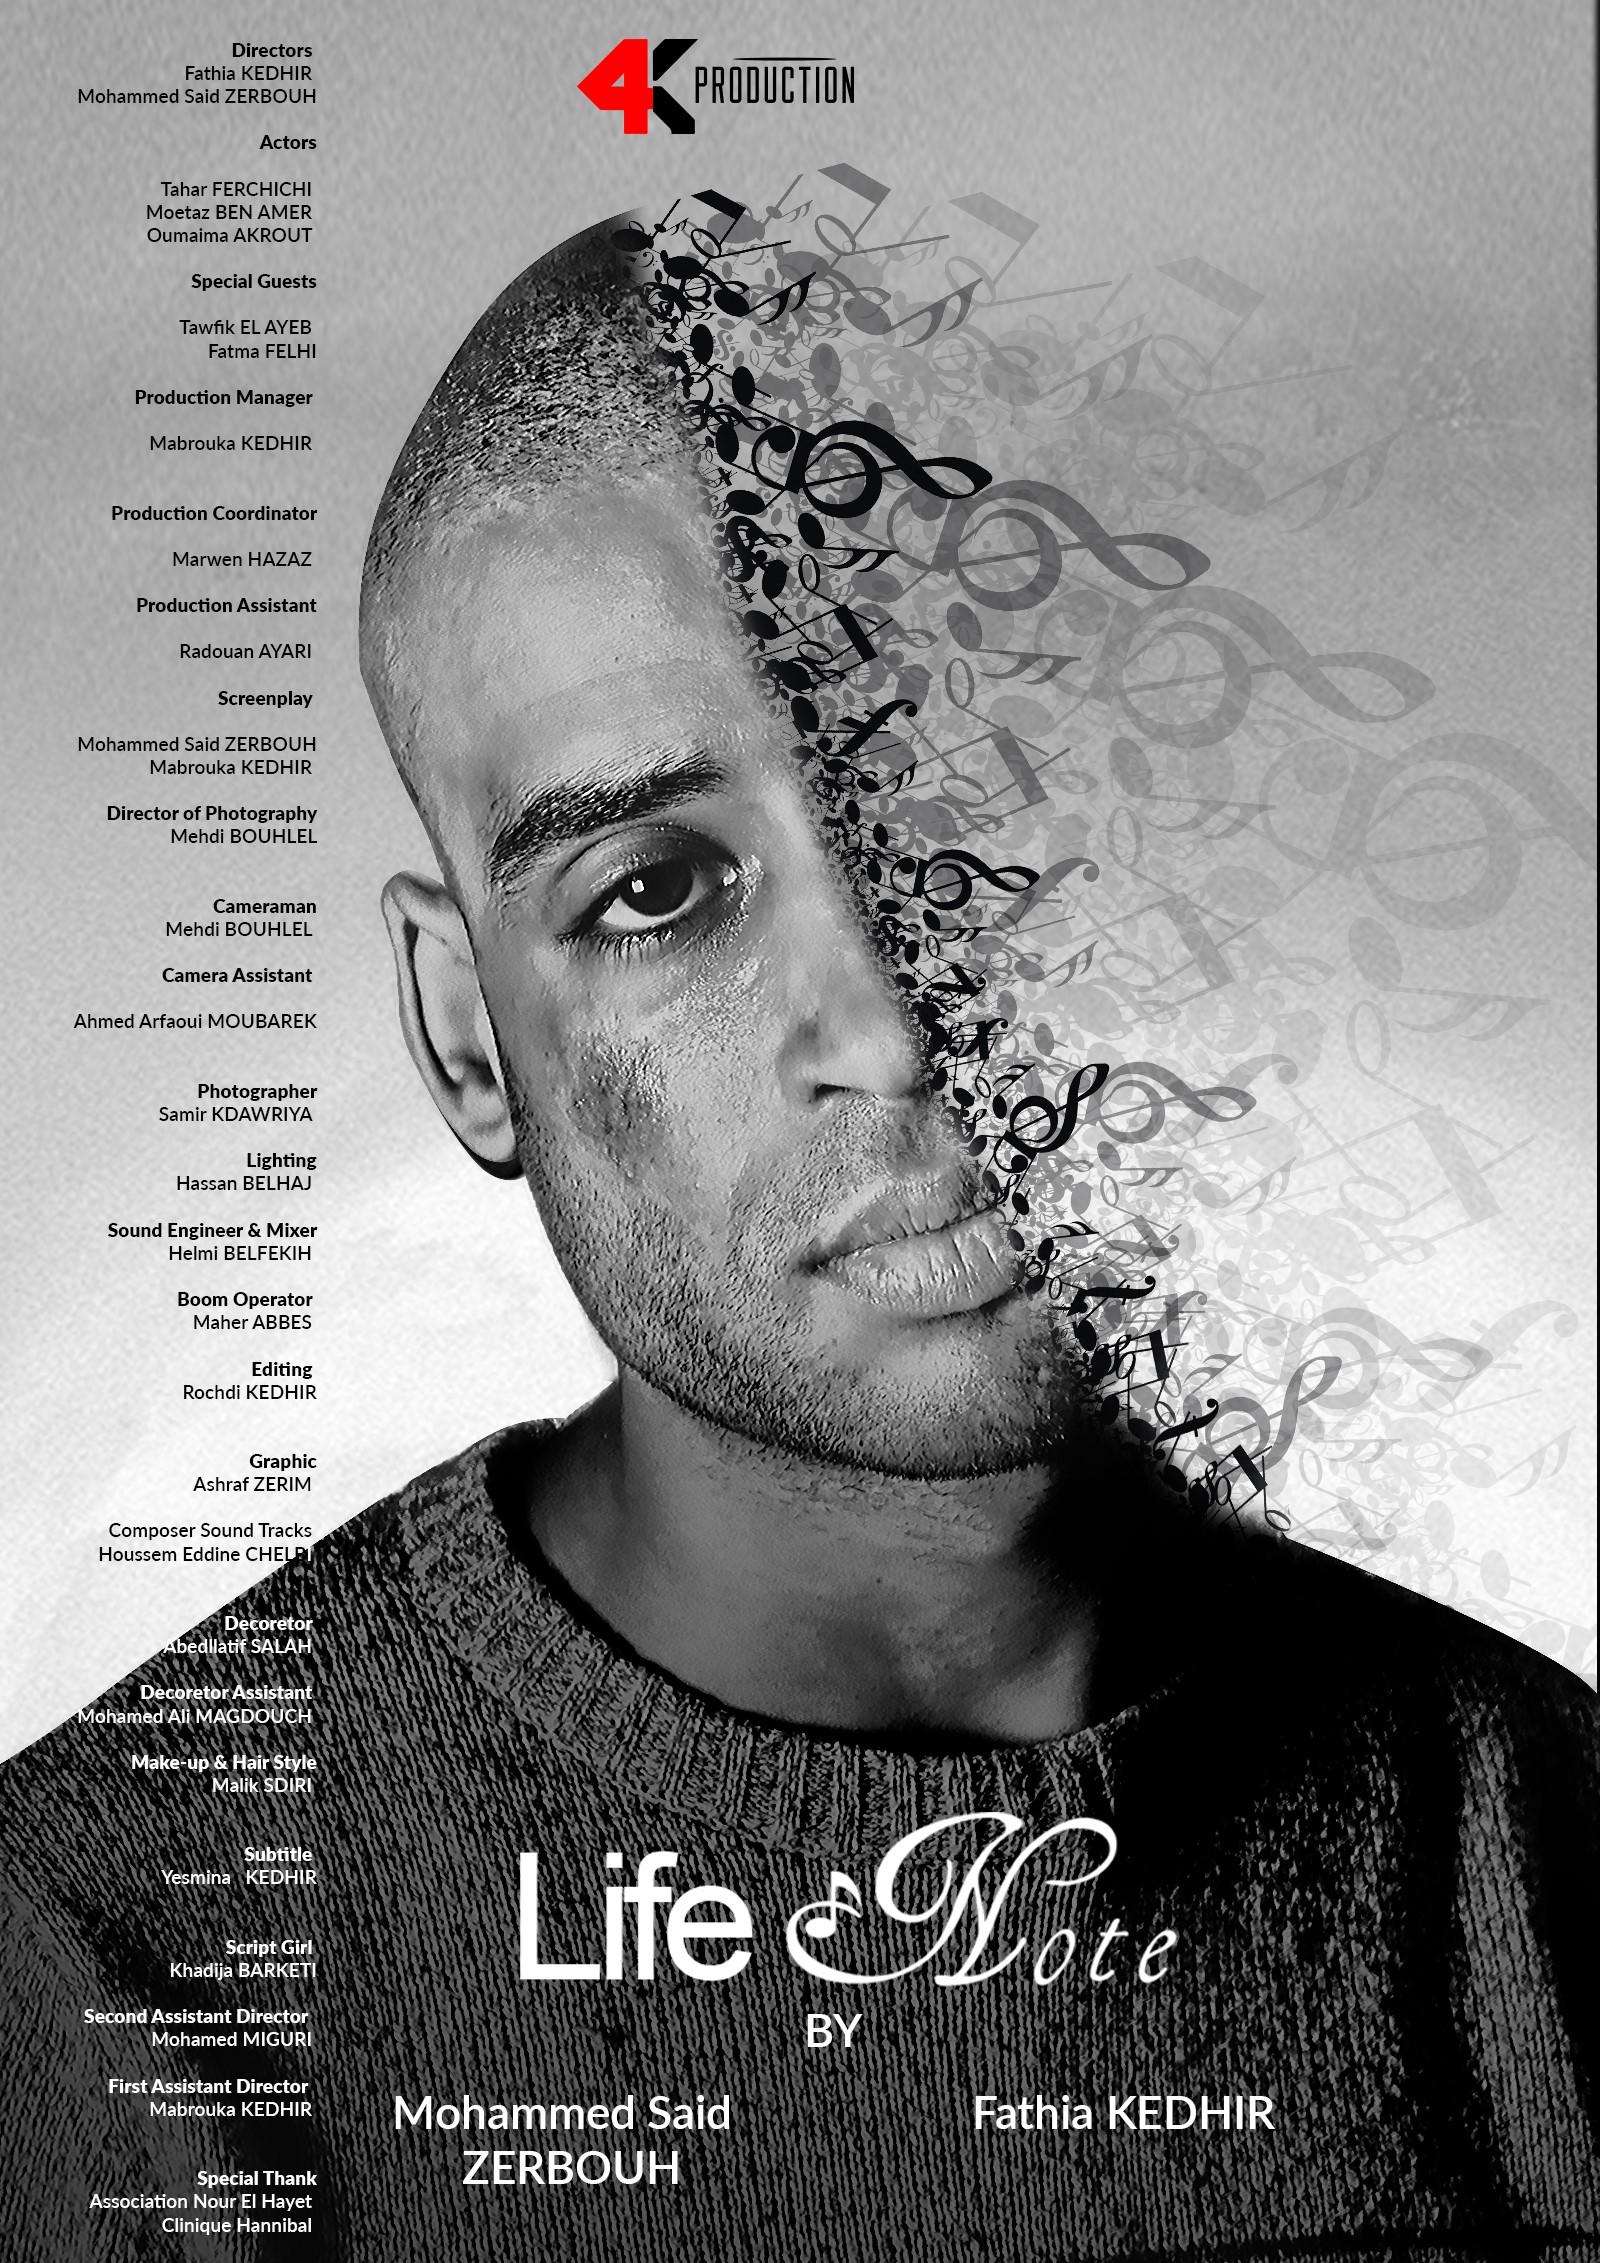 Directors
Fathia KEDHIR
Mohammed Said ZERBOUH
Actors
Tahar FERCHICHI
Moetaz BEN AMER
Oumaima AKROUT
Special Guests
Tawfik EL AYEB
Fatma FELHI
Production Manager
Mabrouka KEDHIR
Production Coordinator
Marwen HAZAZ
Production Assistant
Radouan AYARI
Screenplay
Mohammed Said ZERBOUH
Mabrouka KEDHIR
Director of Photography
Mehdi BOUHLEL
Cameraman
Mehdi BOUHLEL
Camera Assistant
Ahmed Arfaoui MOUBAREK
Photographer
Samir KDAWRIYA
Lighting
Hassan BELHAJ
Sound Engineer & Mixer
Helmi BELFEKIH
Boom Operator
Maher ABBES
Editing
Rochdi KEDHIR
Graphic
Ashraf ZERIM
Composer Sound Tracks
Houssem Eddine CHELBI
Decoretor
Abedllatif SALAH
Decoretor Assistant
Mohamed Ali MAGDOUCH
Make-up & Hair Style
Malik SDIRI
Subtitle
Yesmina KEDHIR
Script Girl
Khadija BARKETI
Second Assistant Director
Mohamed MIGURI
First Assistant Director
Mabrouka KEDHIR
Special Thank
Association Nour El Hayet
Clinique Hannibal
4K PRODUCTION
Life Note
BY
Mohammed Said
ZERBOUH
Fathia KEDHIR